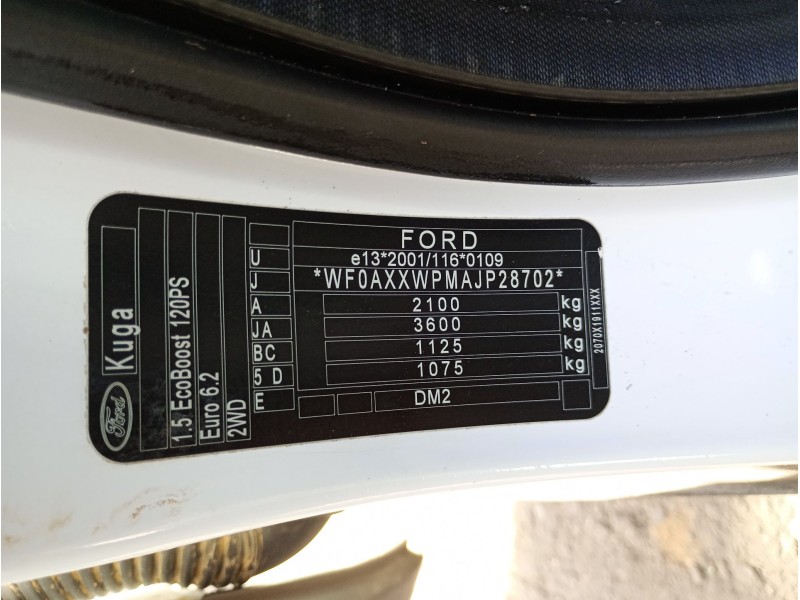 FORD
e13*2001/116*0109
*WF0AXXWPMAJP28702*
2100 kg
3600 kg
1125 kg
1075 kg
DM2
U
J
A
JA
BC
5 D
E
2070X1911XXX
Ford
Kuga
1.5 EcoBoost 120PS
Euro 6.2
2WD